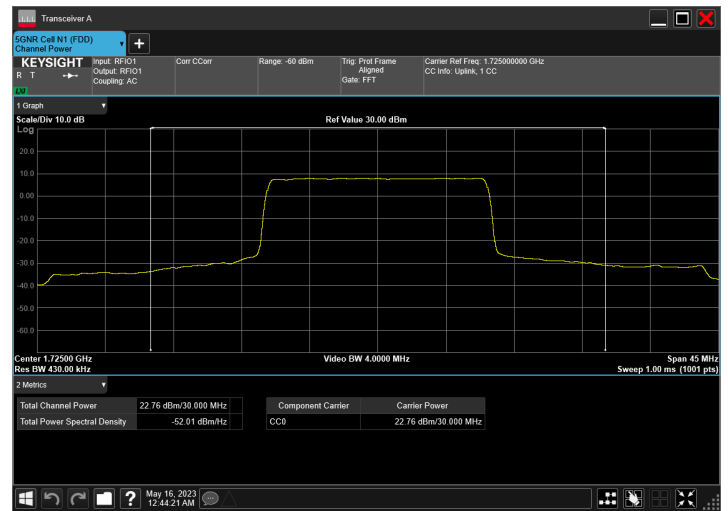 Transceiver A
5GNR Cell N1 (FDD)
Channel Power
KEYSIGHT
R T
LXI
Input: RFIO1
Output: RFIO1
Coupling: AC
Corr CCorr
Range: -60 dBm
Trig: Prot Frame
Aligned
Gate: FFT
Carrier Ref Freq: 1.725000000 GHz
CC Info: Uplink, 1 CC
1 Graph
Scale/Div 10.0 dB
Ref Value 30.00 dBm
Log
20.0
10.0
0.00
-10.0
-20.0
-30.0
-40.0
-50.0
-60.0
Center 1.72500 GHz
Video BW 4.0000 MHz
Span 45 MHz
Res BW 430.00 kHz
Sweep 1.00 ms (1001 pts)
2 Metrics
Total Channel Power 22.76 dBm/30.000 MHz
Total Power Spectral Density -52.01 dBm/Hz
Component Carrier Carrier Power
CC0 22.76 dBm/30.000 MHz
May 16, 2023
12:44:21 AM